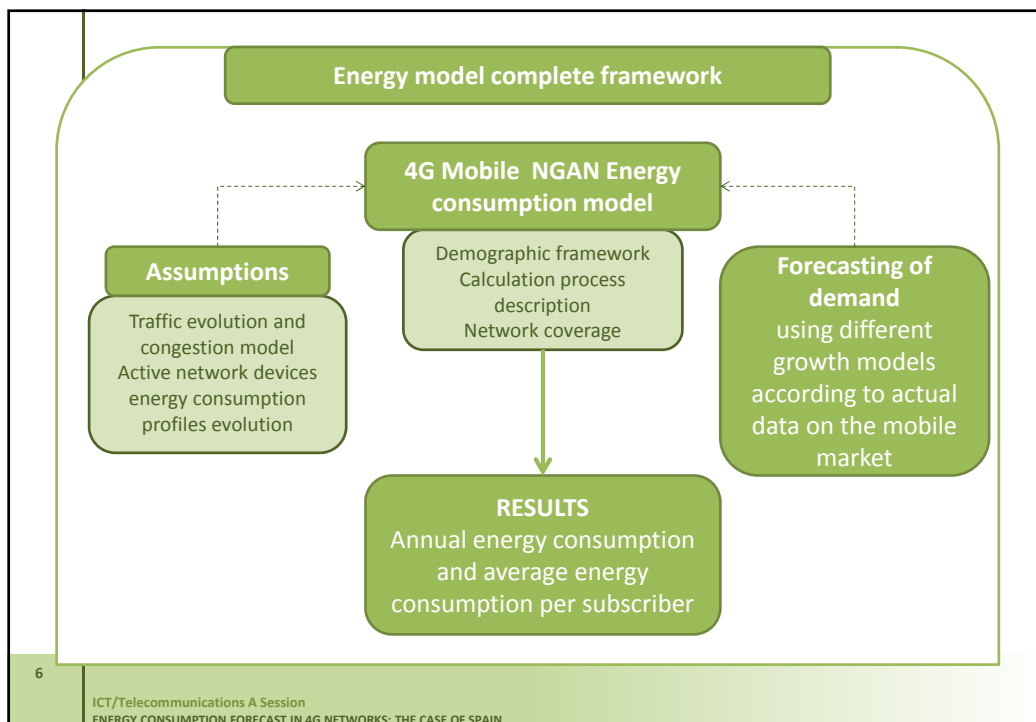 Energy model complete framework
4G Mobile NGAN Energy
consumption model
Demographic framework
Calculation process
description
Network coverage
Assumptions
Traffic evolution and
congestion model
Active network devices
energy consumption
profiles evolution
Forecasting of
demand
using different
growth models
according to actual
data on the mobile
market
RESULTS
Annual energy consumption
and average energy
consumption per subscriber
6
ICT/Telecommunications A Session
ENERGY CONSUMPTION FORECAST IN 4G NETWORKS: THE CASE OF SPAIN